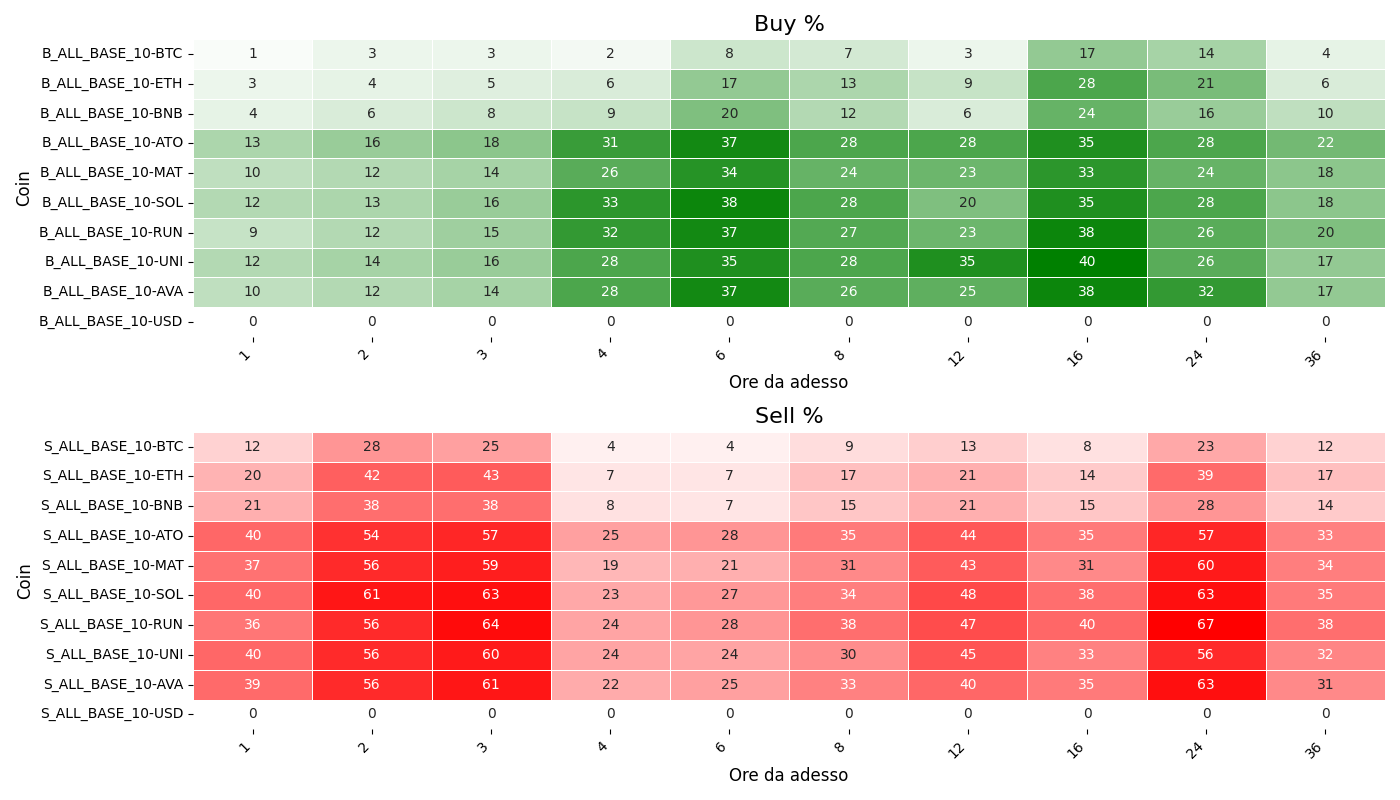 Buy %
Coin
B_ALL_BASE_10-BTC 1 3 3 2 8 7 3 17 14 4
B_ALL_BASE_10-ETH 3 4 5 6 17 13 9 28 21 6
B_ALL_BASE_10-BNB 4 6 8 9 20 12 6 24 16 10
B_ALL_BASE_10-ATO 13 16 18 31 37 28 28 35 28 22
B_ALL_BASE_10-MAT 10 12 14 26 34 24 23 33 24 18
B_ALL_BASE_10-SOL 12 13 16 33 38 28 20 35 28 18
B_ALL_BASE_10-RUN 9 12 15 32 37 27 23 38 26 20
B_ALL_BASE_10-UNI 12 14 16 28 35 28 35 40 26 17
B_ALL_BASE_10-AVA 10 12 14 28 37 26 25 38 32 17
B_ALL_BASE_10-USD 0 0 0 0 0 0 0 0 0 0
1 2 3 4 6 8 12 16 24 36
Ore da adesso
Sell %
Coin
S_ALL_BASE_10-BTC 12 28 25 4 4 9 13 8 23 12
S_ALL_BASE_10-ETH 20 42 43 7 7 17 21 14 39 17
S_ALL_BASE_10-BNB 21 38 38 8 7 15 21 15 28 14
S_ALL_BASE_10-ATO 40 54 57 25 28 35 44 35 57 33
S_ALL_BASE_10-MAT 37 56 59 19 21 31 43 31 60 34
S_ALL_BASE_10-SOL 40 61 63 23 27 34 48 38 63 35
S_ALL_BASE_10-RUN 36 56 64 24 28 38 47 40 67 38
S_ALL_BASE_10-UNI 40 56 60 24 24 30 45 33 56 32
S_ALL_BASE_10-AVA 39 56 61 22 25 33 40 35 63 31
S_ALL_BASE_10-USD 0 0 0 0 0 0 0 0 0 0
1 2 3 4 6 8 12 16 24 36
Ore da adesso